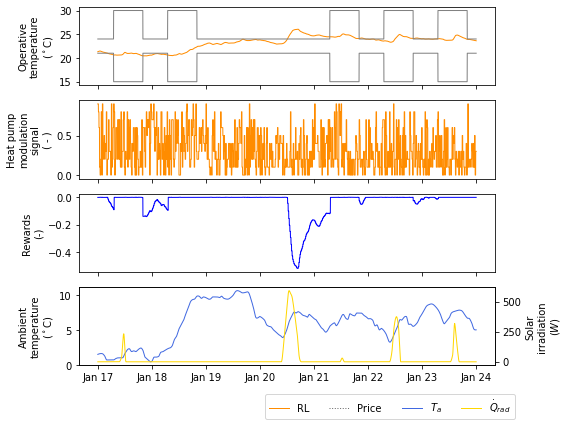 Operative
temperature
(°C)
30
25
20
15
Heat pump
modulation
signal
( - )
0.5
0.0
Rewards
(-)
0.0
−0.2
−0.4
Ambient
temperature
(°C)
10
5
0
Solar
irradiation
(W)
500
250
0
Jan 17 Jan 18 Jan 19 Jan 20 Jan 21 Jan 22 Jan 23 Jan 24
RL Price Tₐ Q̇rad